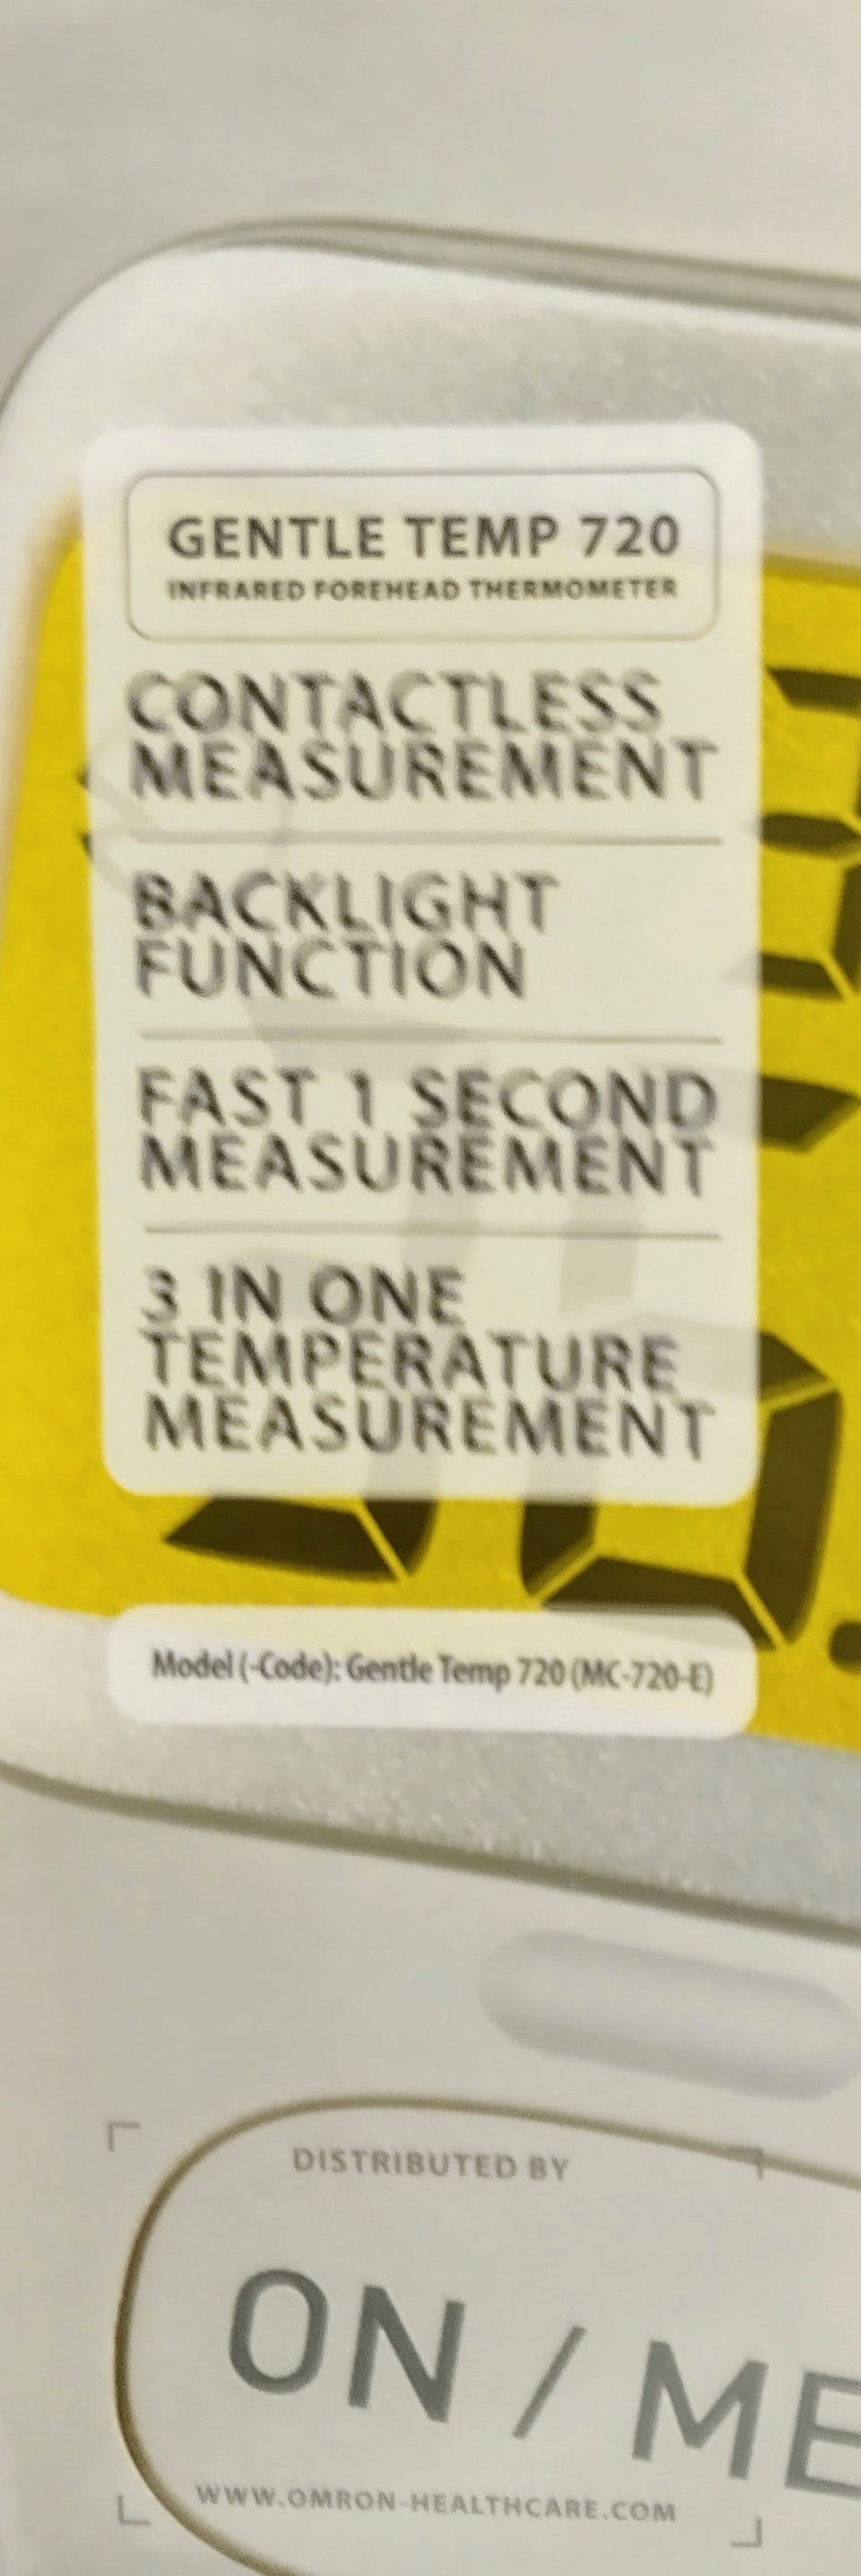 GENTLE TEMP 720
INFRARED FOREHEAD THERMOMETER
CONTACTLESS
MEASUREMENT
BACKLIGHT
FUNCTION
FAST 1 SECOND
MEASUREMENT
3 IN ONE
TEMPERATURE
MEASUREMENT
Model (-Code): Gentle Temp 720 (MC-720-E)
DISTRIBUTED BY
ON / ME
WWW.OMRON-HEALTHCARE.COM